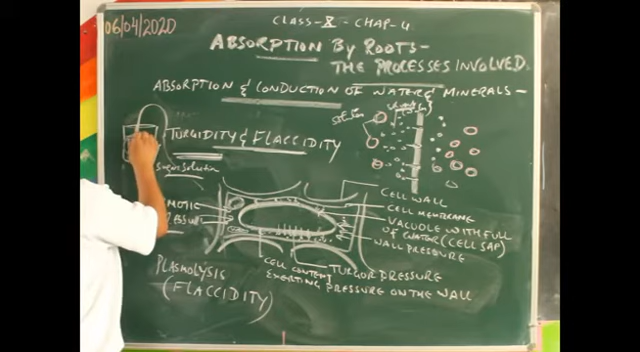 06/04/2020
CLASS-X - CHAP-4
ABSORPTION BY ROOTS-
THE PROCESSES INVOLVED.
ABSORPTION & CONDUCTION OF WATER & MINERALS-
TURGIDITY & FLACCIDITY
Sugar solution
CELL WALL
CELL MEMBRANE
VACUOLE WITH FULL
OF WATER (CELL SAP)
WALL PRESSURE
PLASMOLYSIS
(FLACCIDITY)
CELL CONTENT
EXERTING PRESSURE ON THE WALL
TURGOR PRESSURE